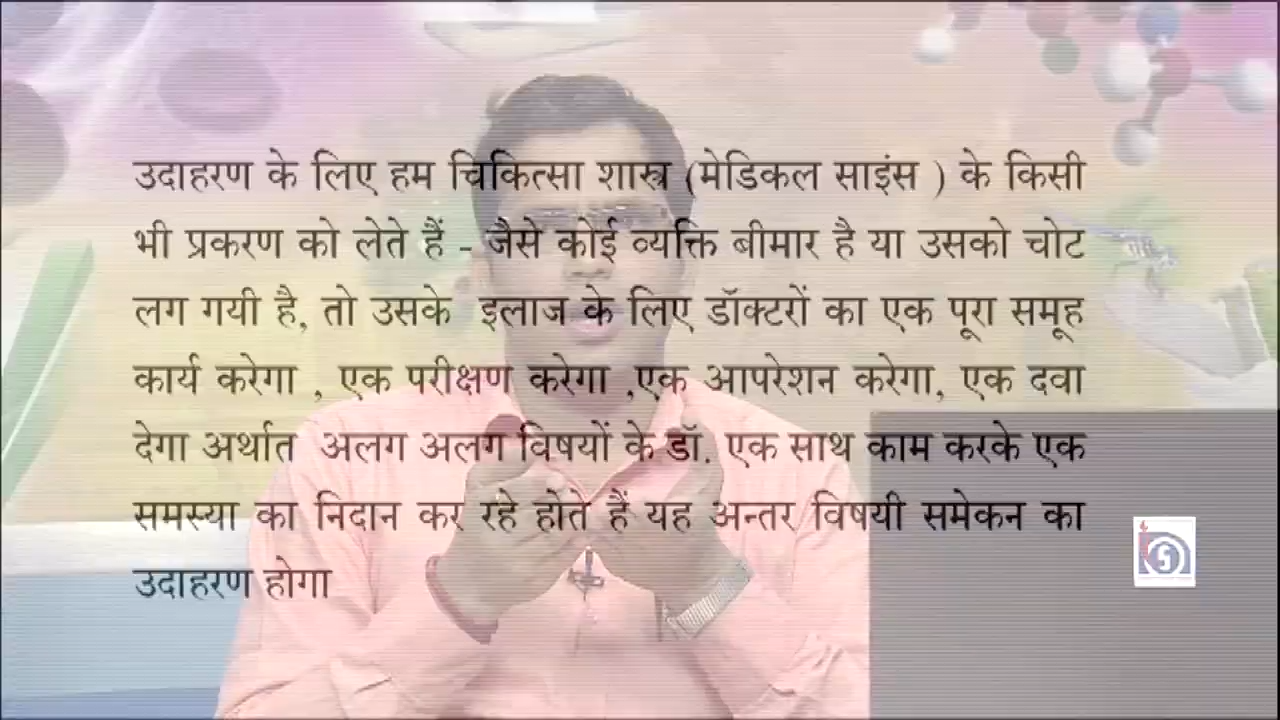 उदाहरण के लिए हम चिकित्सा शास्त्र (मेडिकल साइंस ) के किसी
भी प्रकरण को लेते हैं - जैसे कोई व्यक्ति बीमार है या उसको चोट
लग गयी है, तो उसके इलाज के लिए डॉक्टरों का एक पूरा समूह
कार्य करेगा , एक परीक्षण करेगा ,एक आपरेशन करेगा, एक दवा
देगा अर्थात अलग अलग विषयों के डॉ. एक साथ काम करके एक
समस्या का निदान कर रहे होते हैं यह अन्तर विषयी समेकन का
उदाहरण होगा